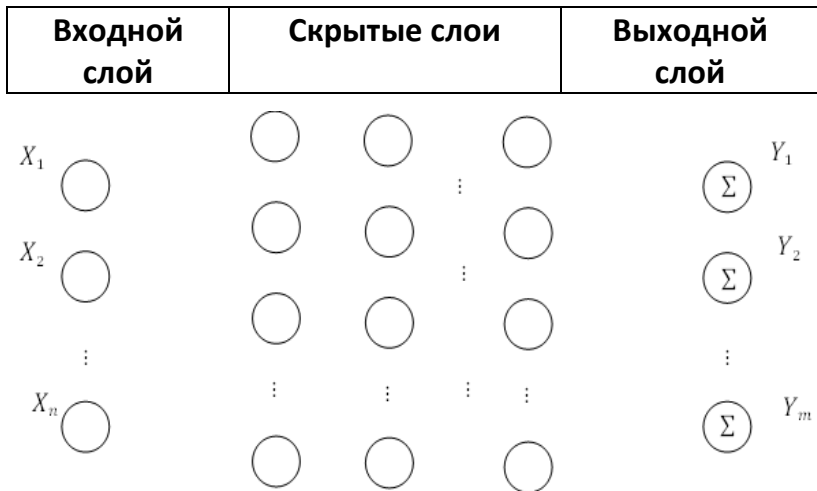 Входной слой
Скрытые слои
Выходной слой
X₁
Y₁
Σ
⋮
X₂
Y₂
⋮
Σ
⋮
⋮
Xₙ
⋮
⋮
⋮
⋮
Yₘ
Σ